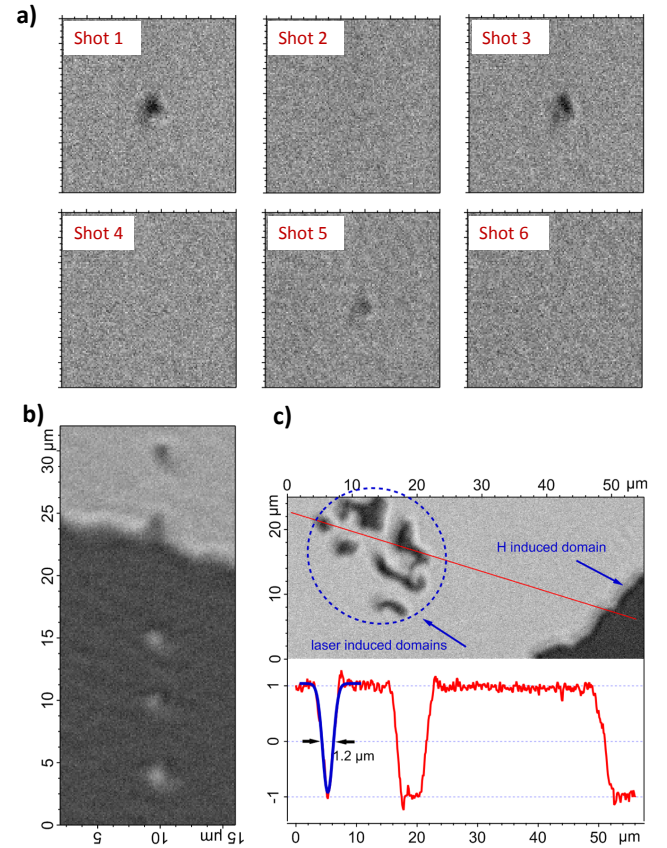 a)
Shot 1
Shot 2
Shot 3
Shot 4
Shot 5
Shot 6
b)
30 µm
25
20
15
10
5
0
5
10
15 µm
c)
0
10
20
30
40
50
µm
20 µm
10
0
H induced domain
laser induced domains
1
0
-1
1.2 µm
0
10
20
30
40
50
µm